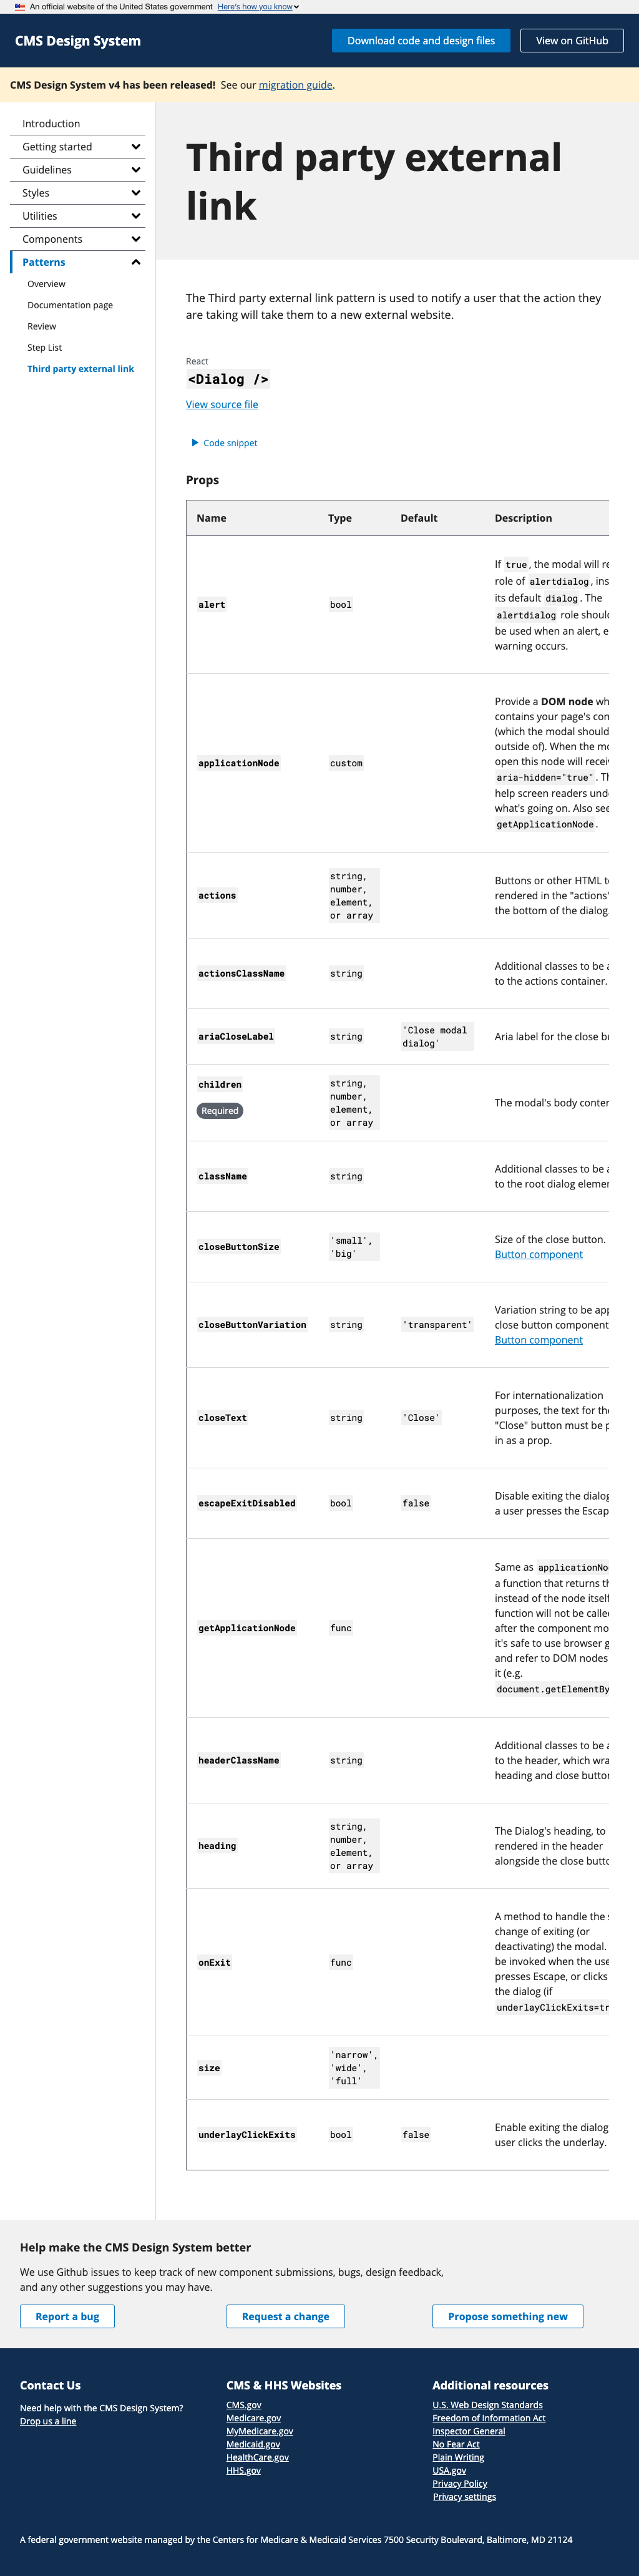 An official website of the United States government Here's how you know
CMS Design System
Download code and design files
View on GitHub
CMS Design System v4 has been released! See our migration guide.
Introduction
Getting started
Guidelines
Styles
Utilities
Components
Patterns
Overview
Documentation page
Review
Step List
Third party external link
Third party external
link
The Third party external link pattern is used to notify a user that the action they
are taking will take them to a new external website.
React
<Dialog />
View source file
Code snippet
Props
Name Type Default Description
alert bool
If true, the modal will re
role of alertdialog, ins
its default dialog. The
alertdialog role should
be used when an alert, e
warning occurs.
applicationNode custom
Provide a DOM node wh
contains your page's con
(which the modal should
outside of). When the mo
open this node will recei
aria-hidden="true". Th
help screen readers und
what's going on. Also see
getApplicationNode.
actions
string,
number,
element,
or array
Buttons or other HTML t
rendered in the "actions"
the bottom of the dialog.
actionsClassName string
Additional classes to be a
to the actions container.
ariaCloseLabel string
'Close modal
dialog'
Aria label for the close bu
children
Required
string,
number,
element,
or array
The modal's body conten
className string
Additional classes to be a
to the root dialog elemen
closeButtonSize
'small',
'big'
Size of the close button.
Button component
closeButtonVariation string 'transparent'
Variation string to be app
close button component
Button component
closeText string 'Close'
For internationalization
purposes, the text for the
"Close" button must be p
in as a prop.
escapeExitDisabled bool false
Disable exiting the dialog
a user presses the Escap
getApplicationNode func
Same as applicationNo
a function that returns th
instead of the node itself
function will not be called
after the component mo
it's safe to use browser g
and refer to DOM nodes
it (e.g.
document.getElementBy
headerClassName string
Additional classes to be a
to the header, which wra
heading and close button
heading
string,
number,
element,
or array
The Dialog's heading, to
rendered in the header
alongside the close butto
onExit func
A method to handle the s
change of exiting (or
deactivating) the modal.
be invoked when the use
presses Escape, or clicks
the dialog (if
underlayClickExits=tr
size
'narrow',
'wide',
'full'
underlayClickExits bool false
Enable exiting the dialog
user clicks the underlay.
Help make the CMS Design System better
We use Github issues to keep track of new component submissions, bugs, design feedback,
and any other suggestions you may have.
Report a bug
Request a change
Propose something new
Contact Us
Need help with the CMS Design System?
Drop us a line
CMS & HHS Websites
CMS.gov
Medicare.gov
MyMedicare.gov
Medicaid.gov
HealthCare.gov
HHS.gov
Additional resources
U.S. Web Design Standards
Freedom of Information Act
Inspector General
No Fear Act
Plain Writing
USA.gov
Privacy Policy
Privacy settings
A federal government website managed by the Centers for Medicare & Medicaid Services 7500 Security Boulevard, Baltimore, MD 21124